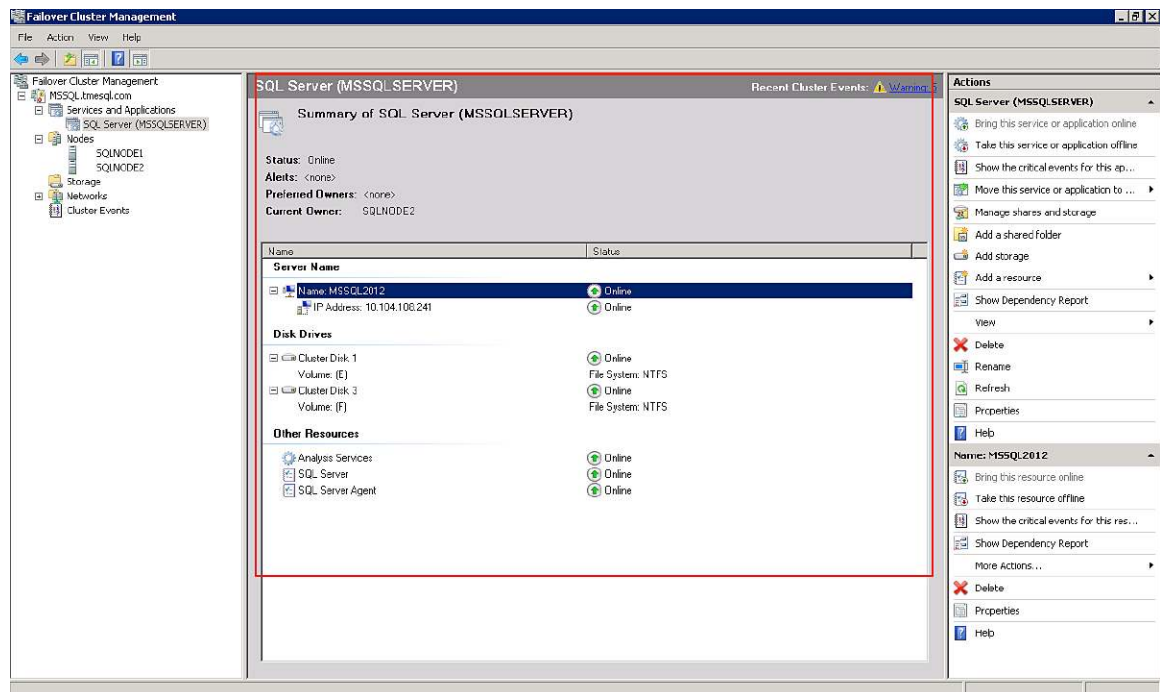 Failover Cluster Management
File Action View Help
Failover Cluster Management
MSSQL.tmesql.com
Services and Applications
SQL Server (MSSQLSERVER)
Nodes
SQLNODE1
SQLNODE2
Storage
Networks
Cluster Events
SQL Server (MSSQLSERVER)
Recent Cluster Events: Warning: 5
Summary of SQL Server (MSSQLSERVER)
Status: Online
Alerts: <none>
Preferred Owners: <none>
Current Owner: SQLNODE2
Name Status
Server Name
Name: MSSQL2012 Online
IP Address: 10.104.108.241 Online
Disk Drives
Cluster Disk 1 Online
Volume: (E) File System: NTFS
Cluster Disk 3 Online
Volume: (F) File System: NTFS
Other Resources
Analysis Services Online
SQL Server Online
SQL Server Agent Online
Actions
SQL Server (MSSQLSERVER)
Bring this service or application online
Take this service or application offline
Show the critical events for this ap...
Move this service or application to ...
Manage shares and storage
Add a shared folder
Add storage
Add a resource
Show Dependency Report
View
Delete
Rename
Refresh
Properties
Help
Name: MSSQL2012
Bring this resource online
Take this resource offline
Show the critical events for this res...
Show Dependency Report
More Actions...
Delete
Properties
Help